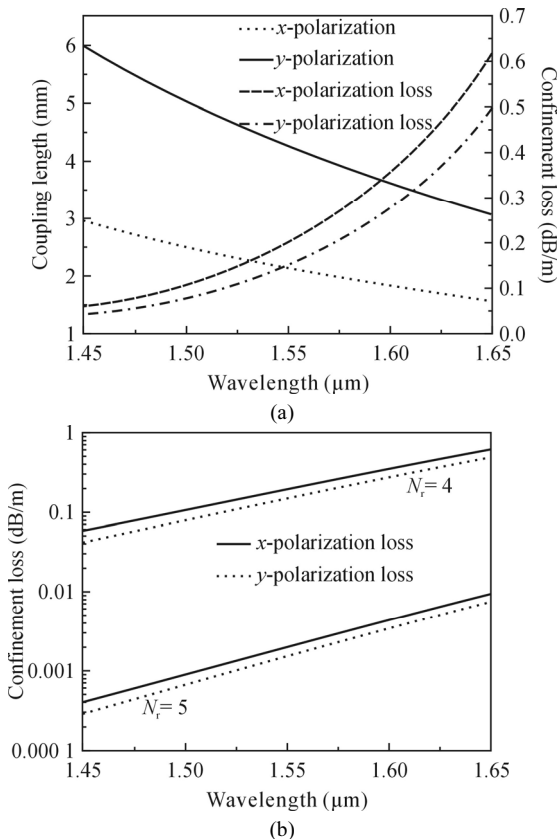 x-polarization
y-polarization
x-polarization loss
y-polarization loss
Coupling length (mm)
6
5
4
3
2
1
Confinement loss (dB/m)
0.7
0.6
0.5
0.4
0.3
0.2
0.1
0.0
1.45 1.50 1.55 1.60 1.65
Wavelength (μm)
(a)
Confinement loss (dB/m)
1
0.1
0.01
0.001
0.000 1
Nr= 4
x-polarization loss
y-polarization loss
Nr= 5
1.45 1.50 1.55 1.60 1.65
Wavelength (μm)
(b)